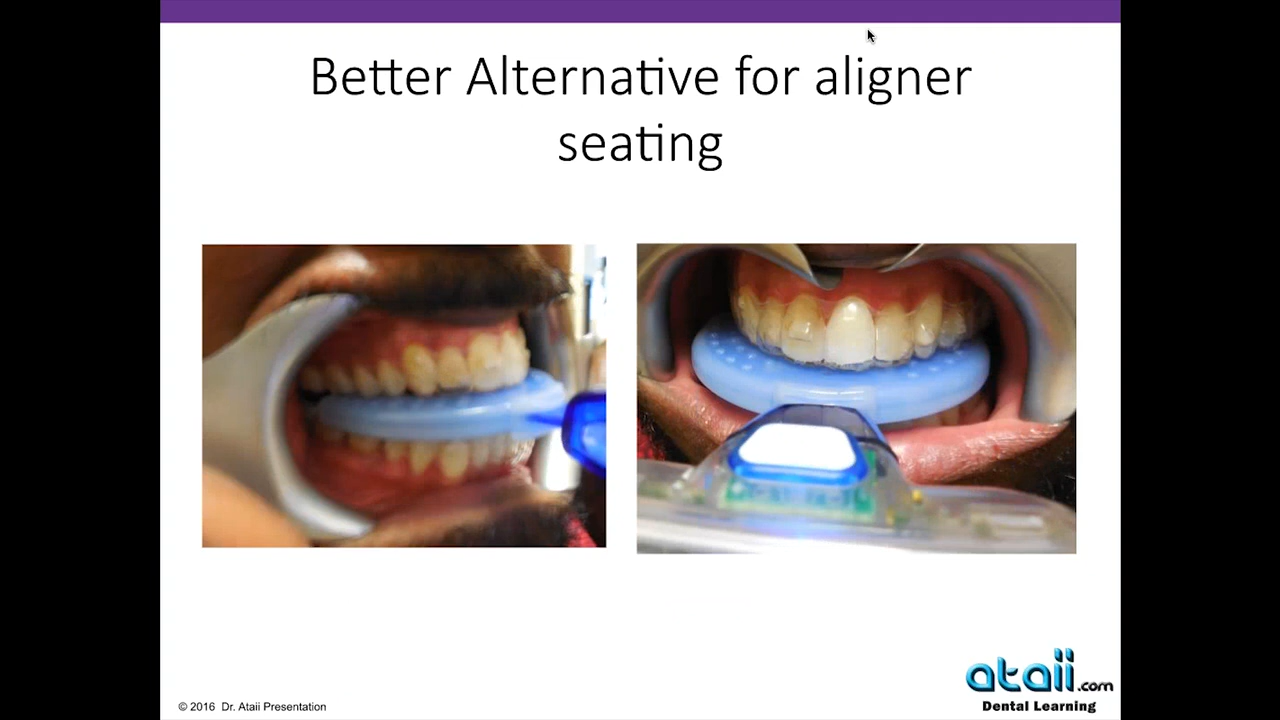 Better Alternative for aligner
seating
© 2016 Dr. Ataii Presentation
ataii.com
Dental Learning